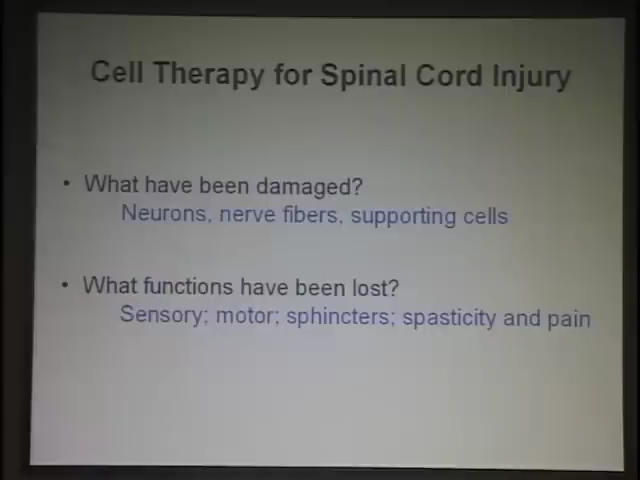 Cell Therapy for Spinal Cord Injury
• What have been damaged?
Neurons, nerve fibers, supporting cells
• What functions have been lost?
Sensory; motor; sphincters; spasticity and pain